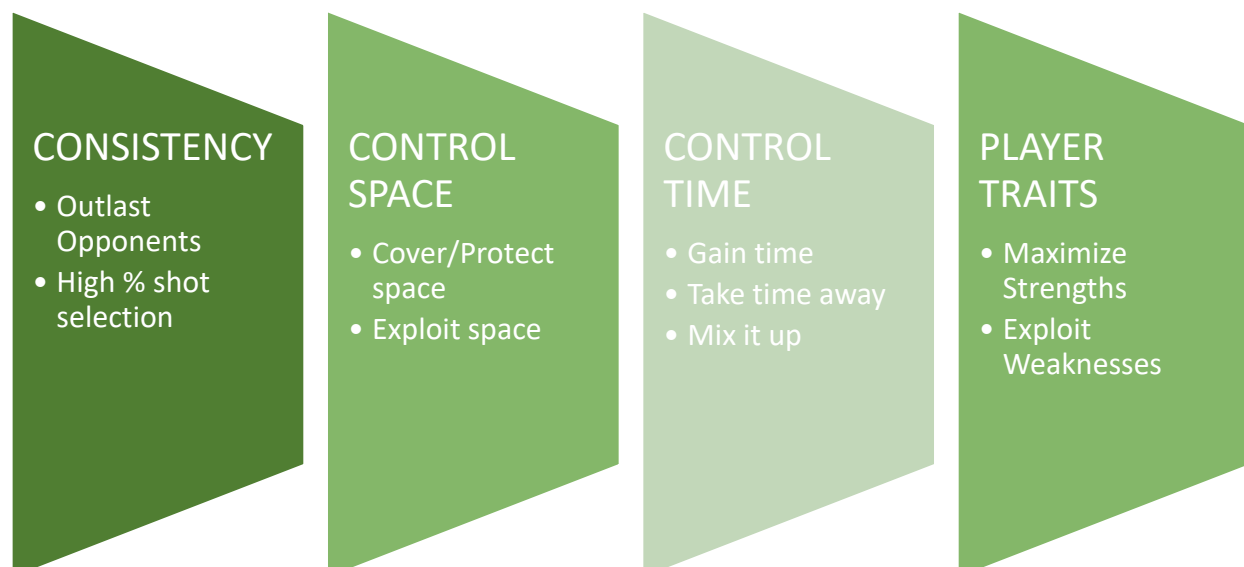 CONSISTENCY
• Outlast
Opponents
• High % shot
selection
CONTROL
SPACE
• Cover/Protect
space
• Exploit space
CONTROL
TIME
• Gain time
• Take time away
• Mix it up
PLAYER
TRAITS
• Maximize
Strengths
• Exploit
Weaknesses